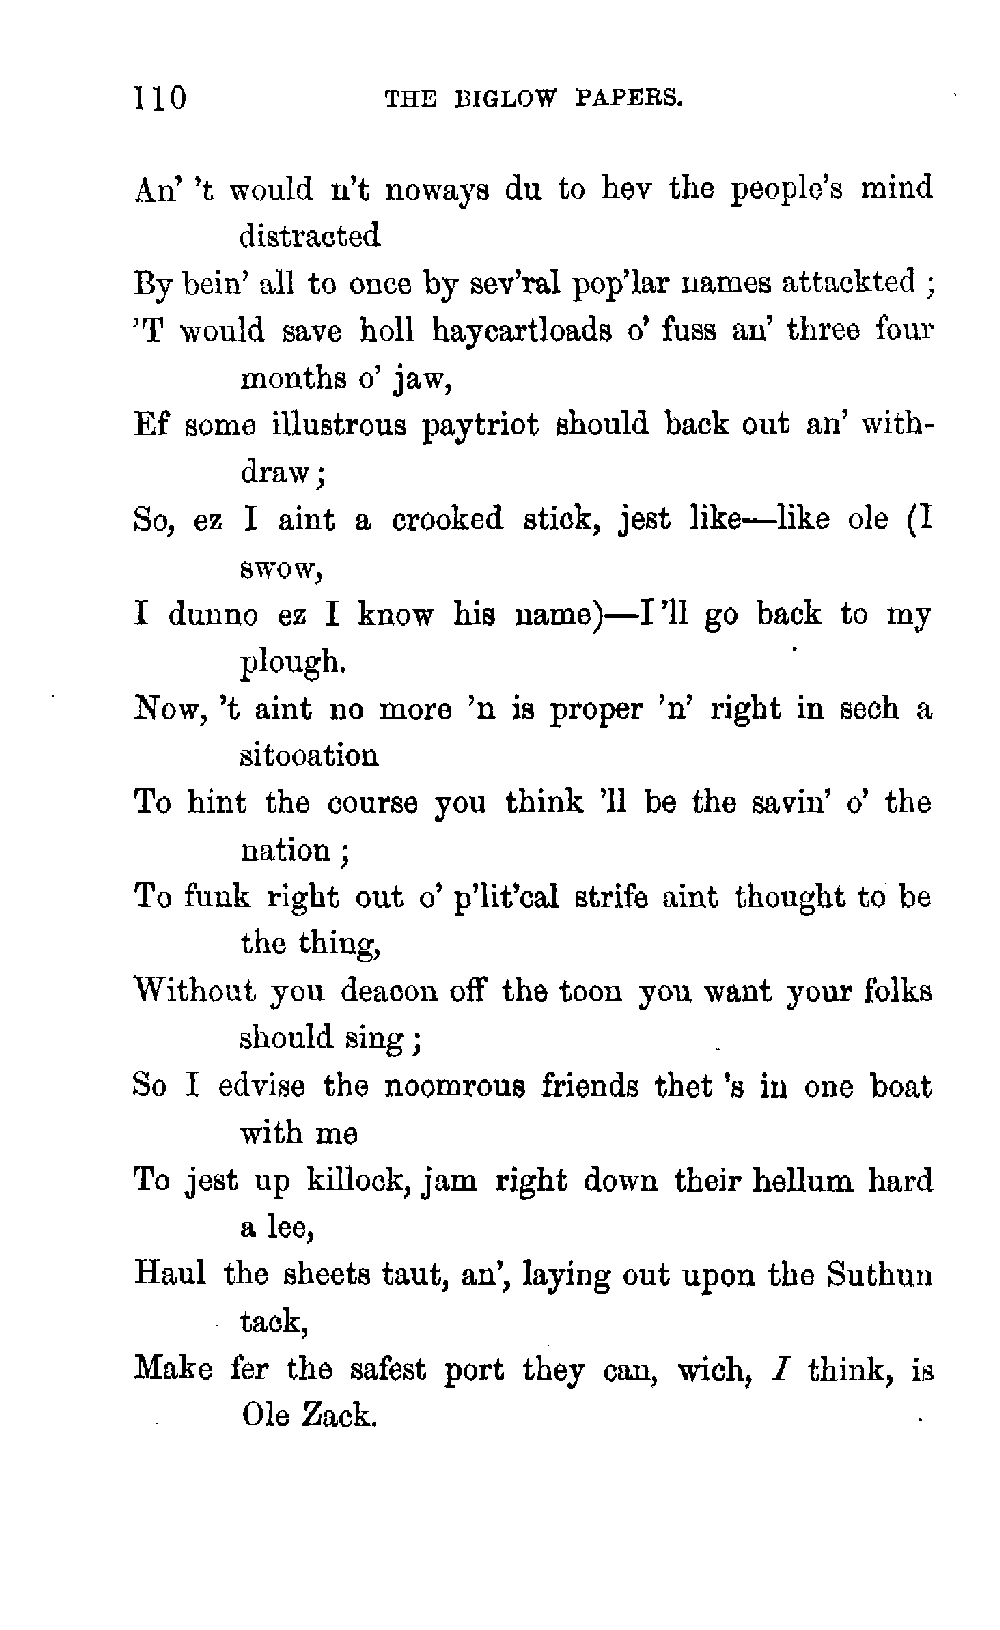 110 THE BIGLOW PAPERS.
An' 't would n't noways du to hev the people's mind
distracted
By bein' all to once by sev'ral pop'lar names attackted ;
'T would save holl haycartloads o' fuss an' three four
months o' jaw,
Ef some illustrous paytriot should back out an' with-
draw ;
So, ez I aint a crooked stick, jest like—like ole (I
swow,
I dunno ez I know his name)—I 'll go back to my
plough.
Now, 't aint no more 'n is proper 'n' right in sech a
sitooation
To hint the course you think 'll be the savin' o' the
nation ;
To funk right out o' p'lit'cal strife aint thought to be
the thing,
Without you deacon off the toon you want your folks
should sing ;
So I edvise the noomrous friends thet 's in one boat
with me
To jest up killock, jam right down their hellum hard
a lee,
Haul the sheets taut, an', laying out upon the Suthun
tack,
Make fer the safest port they can, wich, I think, is
Ole Zack.